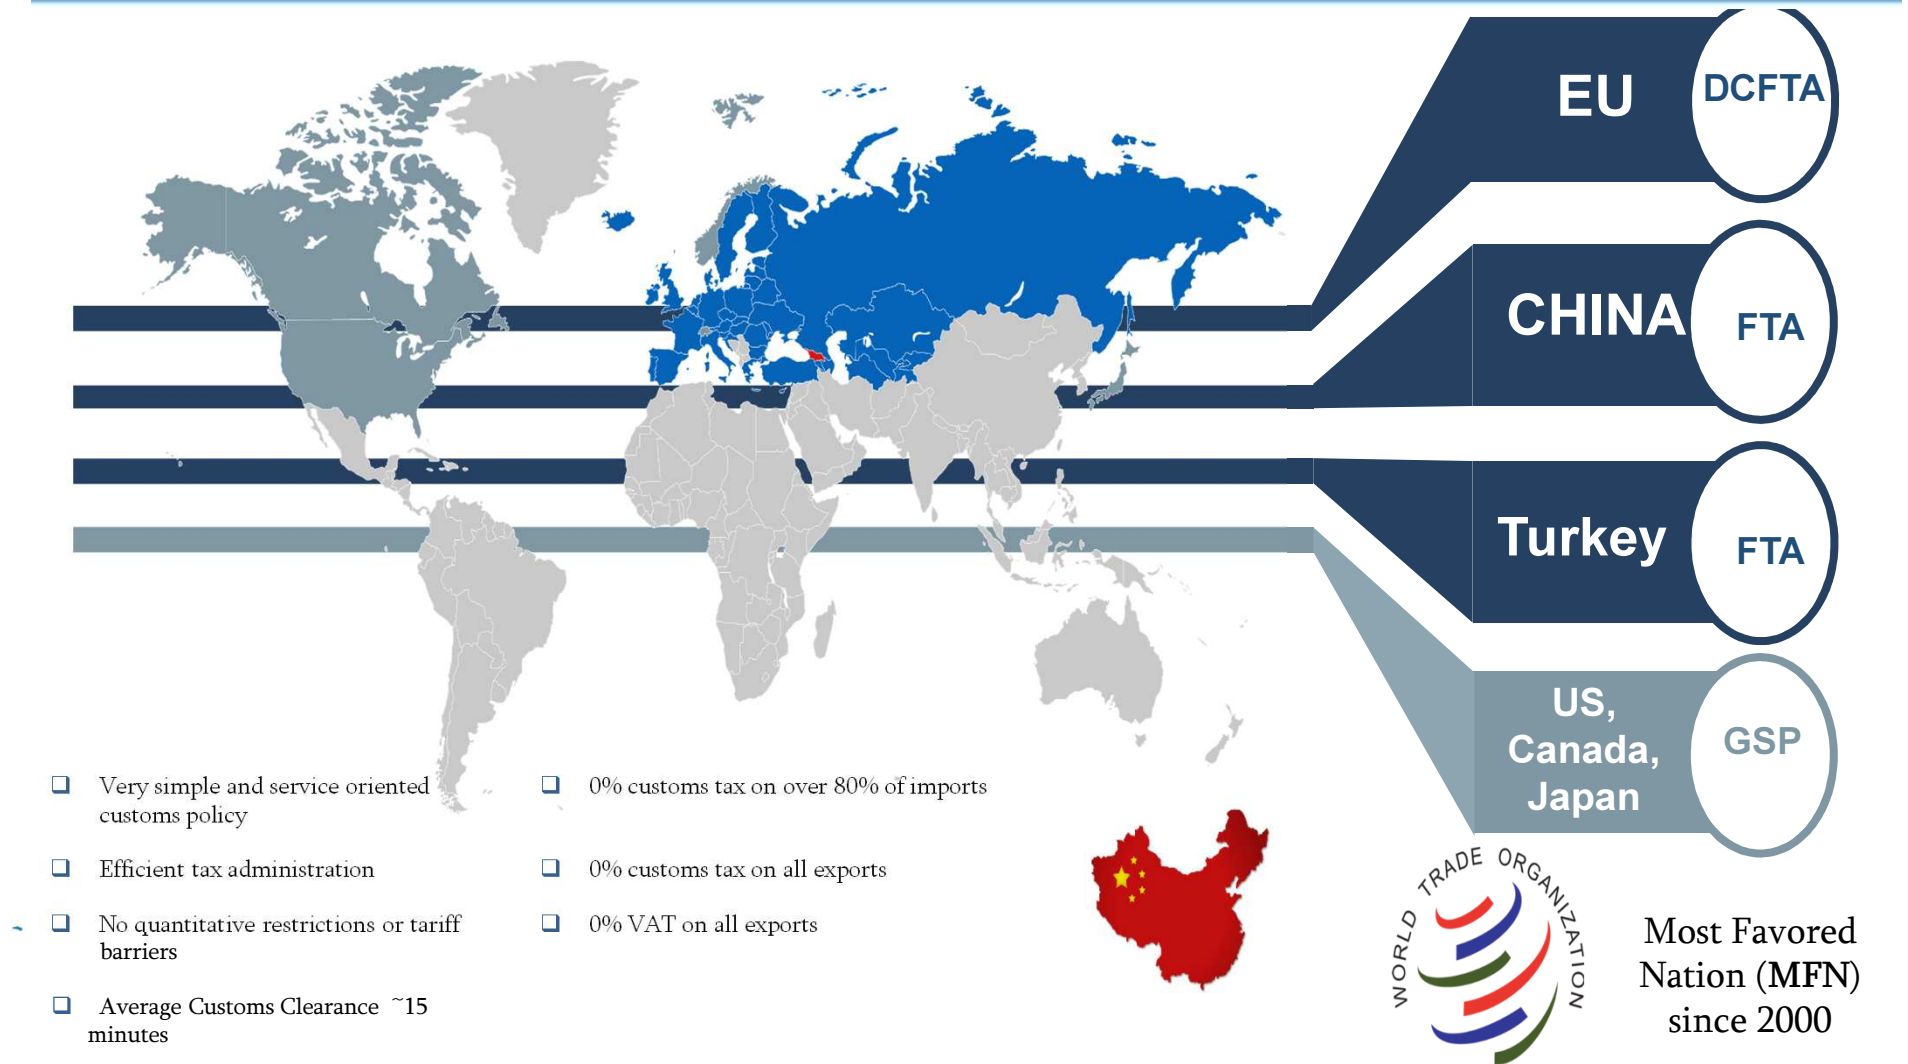 EU
DCFTA
CHINA
FTA
Turkey
FTA
US,
Canada,
Japan
GSP
❑ Very simple and service oriented
customs policy
❑ Efficient tax administration
❑ No quantitative restrictions or tariff
barriers
❑ Average Customs Clearance ~15
minutes
❑ 0% customs tax on over 80% of imports
❑ 0% customs tax on all exports
❑ 0% VAT on all exports
WORLD TRADE ORGANIZATION
Most Favored
Nation (MFN)
since 2000